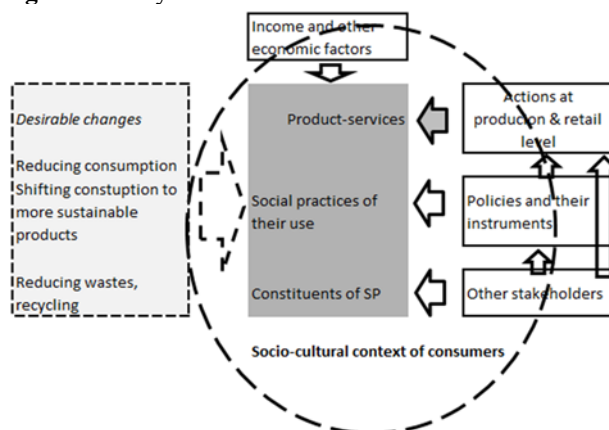 Income and other
economic factors
Desirable changes
Reducing consumption
Shifting constuption to
more sustainable
products
Reducing wastes,
recycling
Product-services
Social practices of
their use
Constituents of SP
Actions at
producion & retail
level
Policies and their
instruments
Other stakeholders
Socio-cultural context of consumers